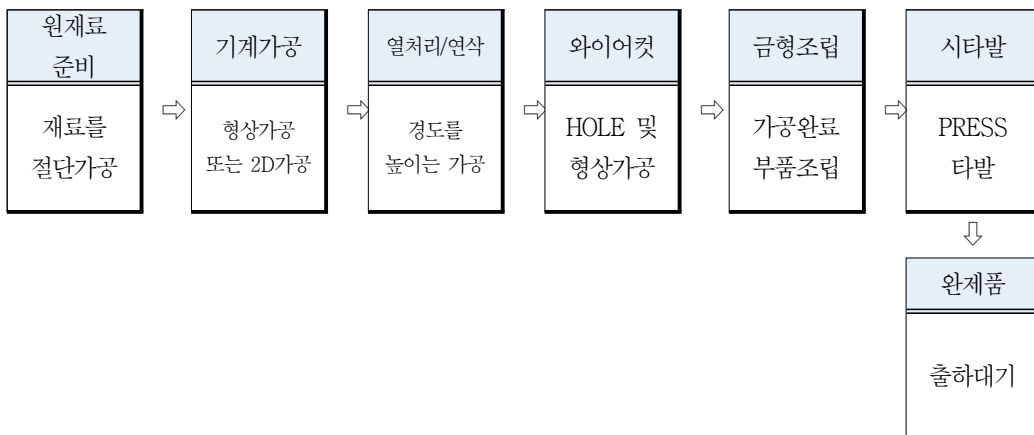 원재료
준비
재료를
절단가공
⇨
기계가공
형상가공
또는 2D가공
⇨
열처리/연삭
경도를
높이는 가공
⇨
와이어컷
HOLE 및
형상가공
⇨
금형조립
가공완료
부품조립
⇨
시타발
PRESS
타발
⇩
완제품
출하대기